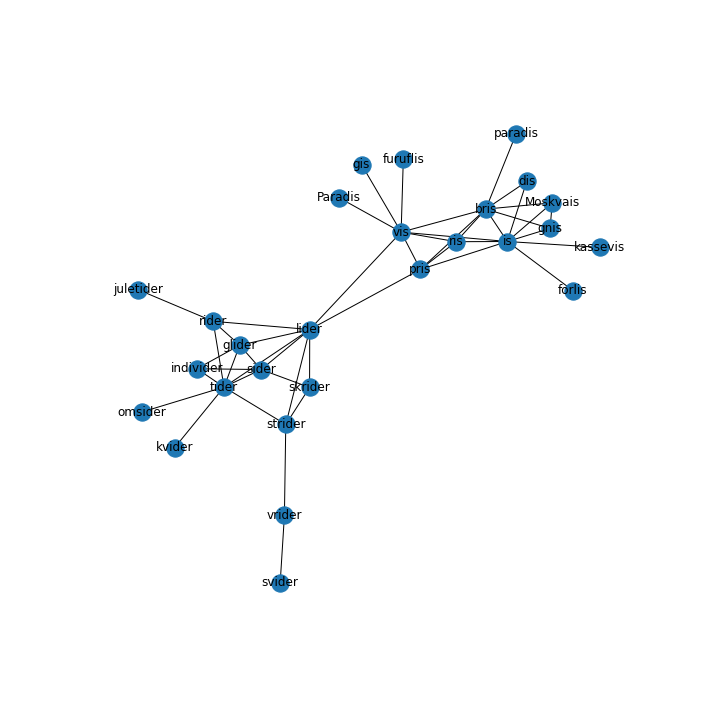 paradis
furuflis
gis
dis
Paradis
Moskvais
bris
gnis
vis
ris
is
kassevis
pris
juletider
forlis
rider
lider
glider
individer
sider
tider
skrider
omsider
strider
kvider
vrider
svider